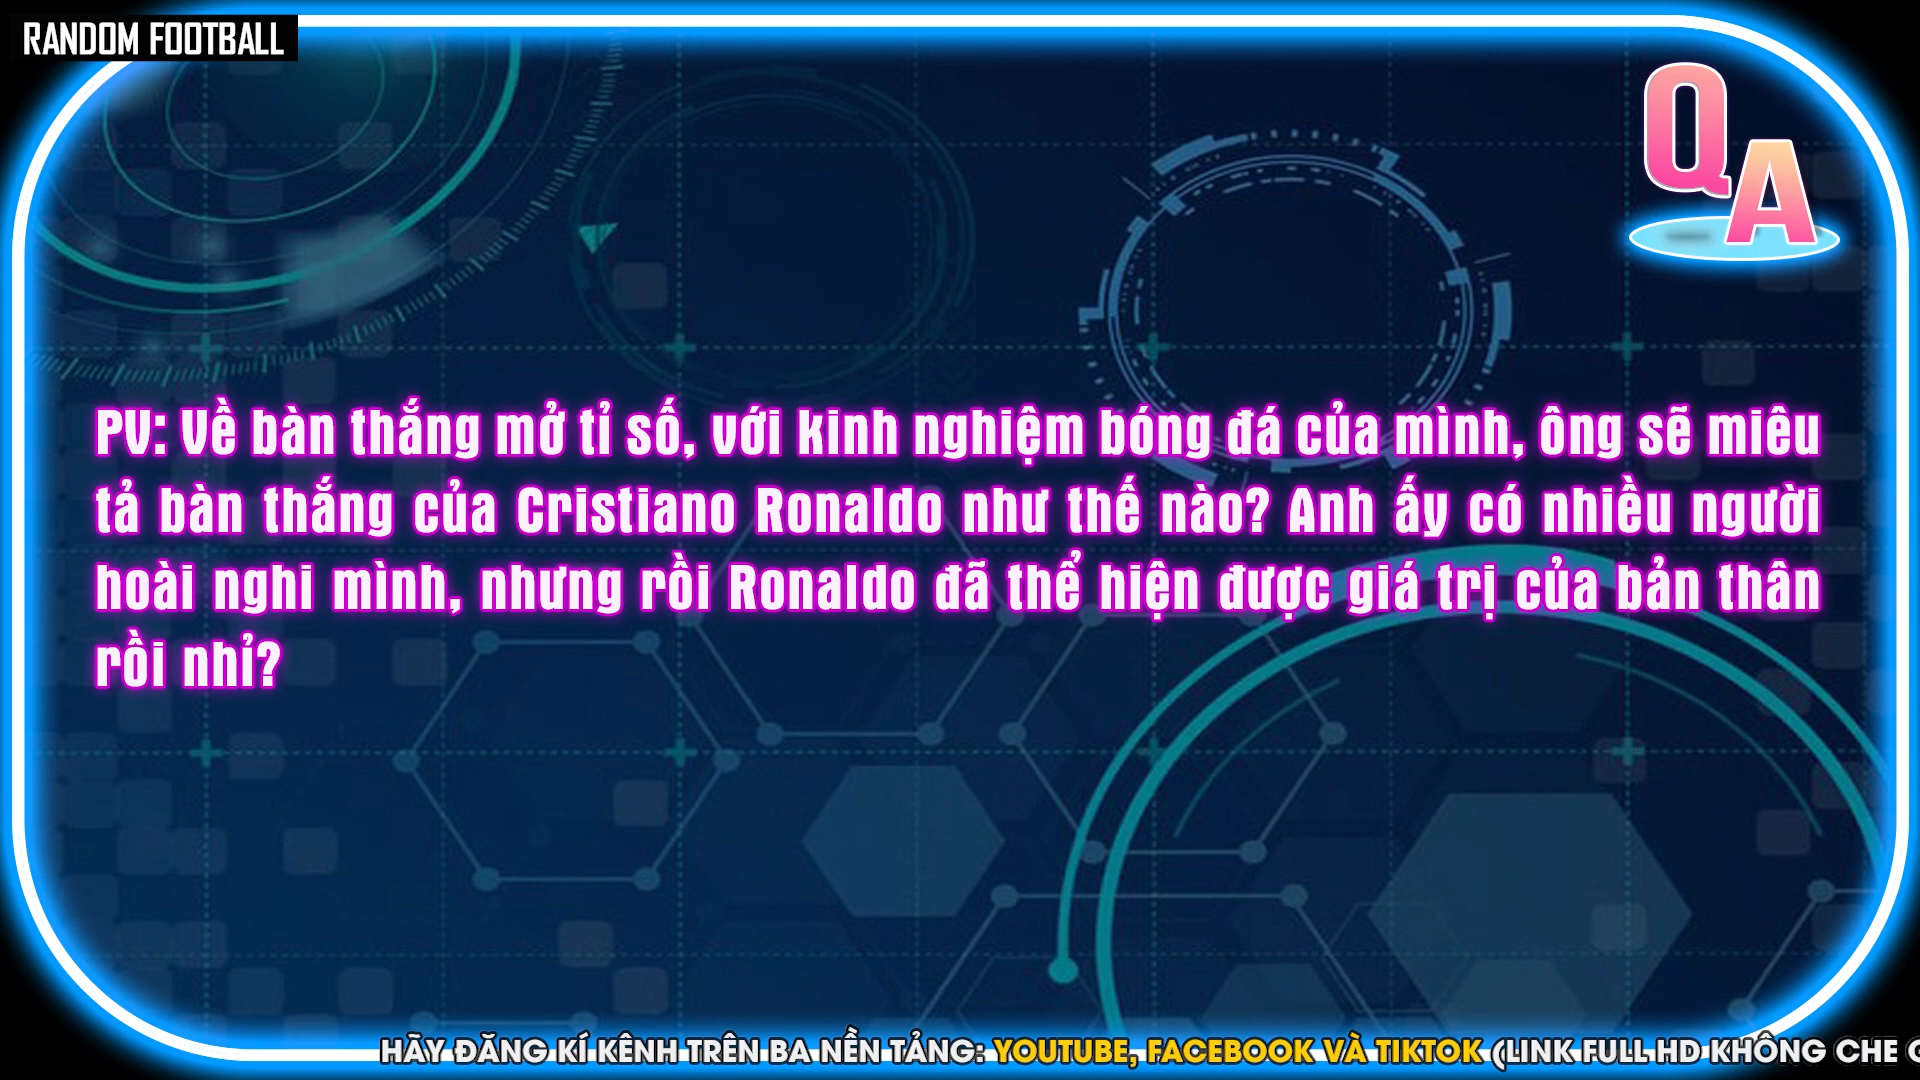 RANDOM FOOTBALL
QA
PV: Về bàn thắng mở tỉ số, với kinh nghiệm bóng đá của mình, ông sẽ miêu
tả bàn thắng của Cristiano Ronaldo như thế nào? Anh ấy có nhiều người
hoài nghi mình, nhưng rồi Ronaldo đã thể hiện được giá trị của bản thân
rồi nhỉ?
HÃY ĐĂNG KÍ KÊNH TRÊN BA NỀN TẢNG: YOUTUBE, FACEBOOK VÀ TIKTOK (LINK FULL HD KHÔNG CHE